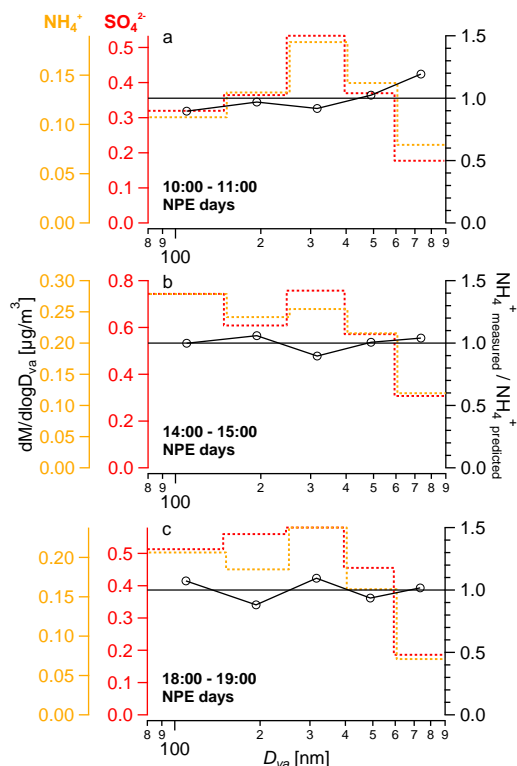 NH₄⁺ SO₄²⁻
a
0.5 0.4 0.3 0.2 0.1 0.0
0.15 0.10 0.05 0.00
1.5 1.0 0.5 0.0
10:00 - 11:00
NPE days
8 9 2 3 4 5 6 7 8 9
100
b
0.30 0.25 0.20 0.15 0.10 0.05 0.00
0.8 0.6 0.4 0.2 0.0
1.5 1.0 0.5 0.0
dM/dlogD_va [µg/m³]
NH₄⁺ measured / NH₄⁺ predicted
14:00 - 15:00
NPE days
8 9 2 3 4 5 6 7 8 9
100
c
0.20 0.15 0.10 0.05 0.00
0.5 0.4 0.3 0.2 0.1 0.0
1.5 1.0 0.5 0.0
18:00 - 19:00
NPE days
8 9 2 3 4 5 6 7 8 9
100
D_va [nm]